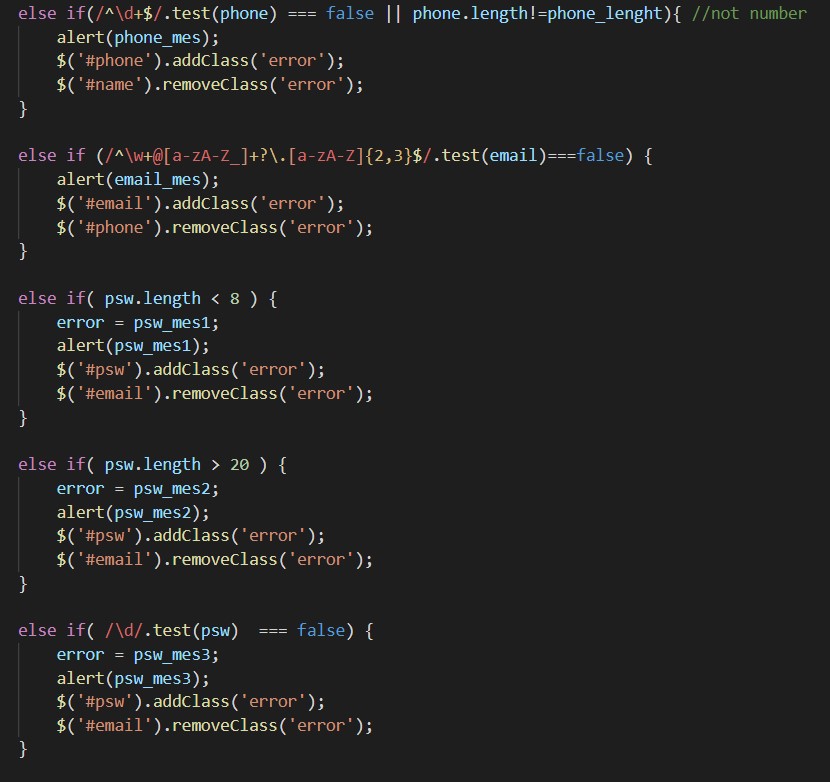 else if(/^\d+$/.test(phone) === false || phone.length!=phone_lenght){ //not number
alert(phone_mes);
$('#phone').addClass('error');
$('#name').removeClass('error');
}
else if (/^\w+@[a-zA-Z_]+?\.[a-zA-Z]{2,3}$/.test(email)===false) {
alert(email_mes);
$('#email').addClass('error');
$('#phone').removeClass('error');
}
else if( psw.length < 8 ) {
error = psw_mes1;
alert(psw_mes1);
$('#psw').addClass('error');
$('#email').removeClass('error');
}
else if( psw.length > 20 ) {
error = psw_mes2;
alert(psw_mes2);
$('#psw').addClass('error');
$('#email').removeClass('error');
}
else if( /\d/.test(psw)  === false) {
error = psw_mes3;
alert(psw_mes3);
$('#psw').addClass('error');
$('#email').removeClass('error');
}